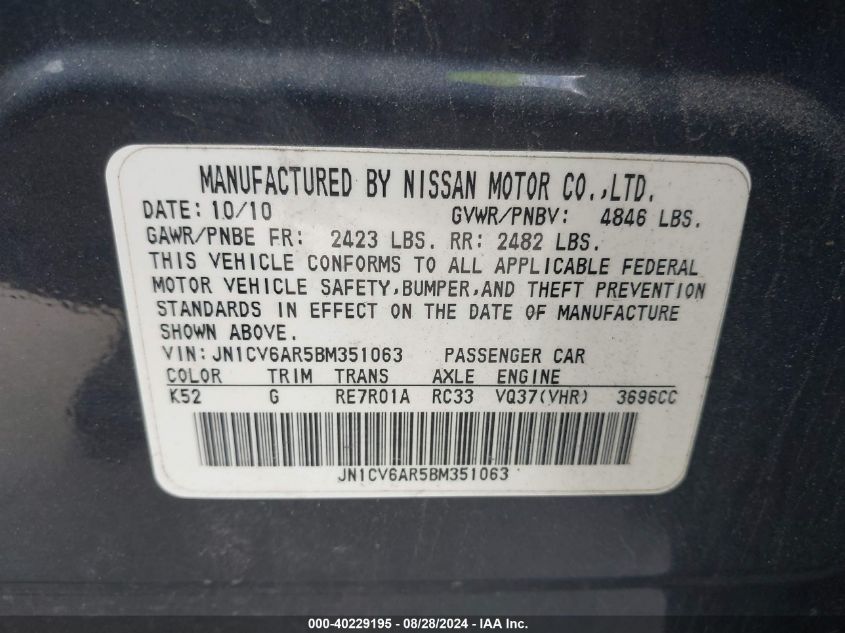 MANUFACTURED BY NISSAN MOTOR CO.,LTD.
DATE: 10/10 GVWR/PNBV: 4846 LBS.
GAWR/PNBE FR: 2423 LBS. RR: 2482 LBS.
THIS VEHICLE CONFORMS TO ALL APPLICABLE FEDERAL
MOTOR VEHICLE SAFETY,BUMPER,AND THEFT PREVENTION
STANDARDS IN EFFECT ON THE DATE OF MANUFACTURE
SHOWN ABOVE.
VIN: JN1CV6AR5BM351063 PASSENGER CAR
COLOR TRIM TRANS AXLE ENGINE
K52 G RE7R01A RC33 VQ37(VHR) 3696CC
JN1CV6AR5BM351063
000-40229195 - 08/28/2024 - IAA Inc.